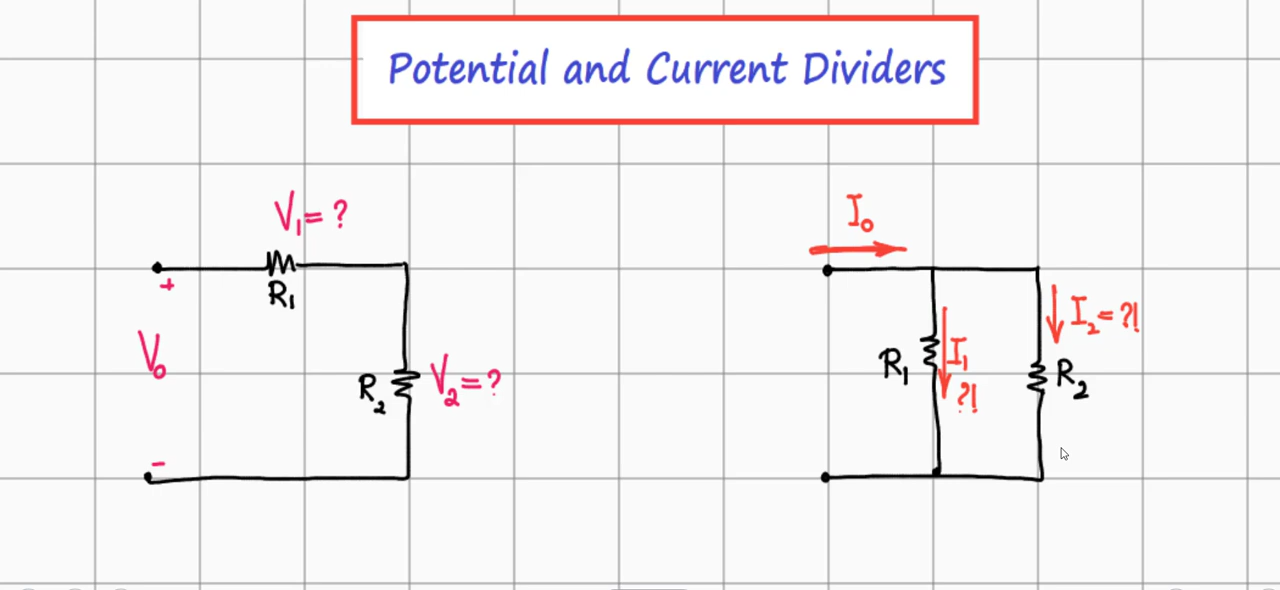 Potential and Current Dividers
V₁ = ?
R₁
+
V₀
R₂
V₂ = ?
-
I₀
R₁
I₁
?!
I₂ = ?!
R₂